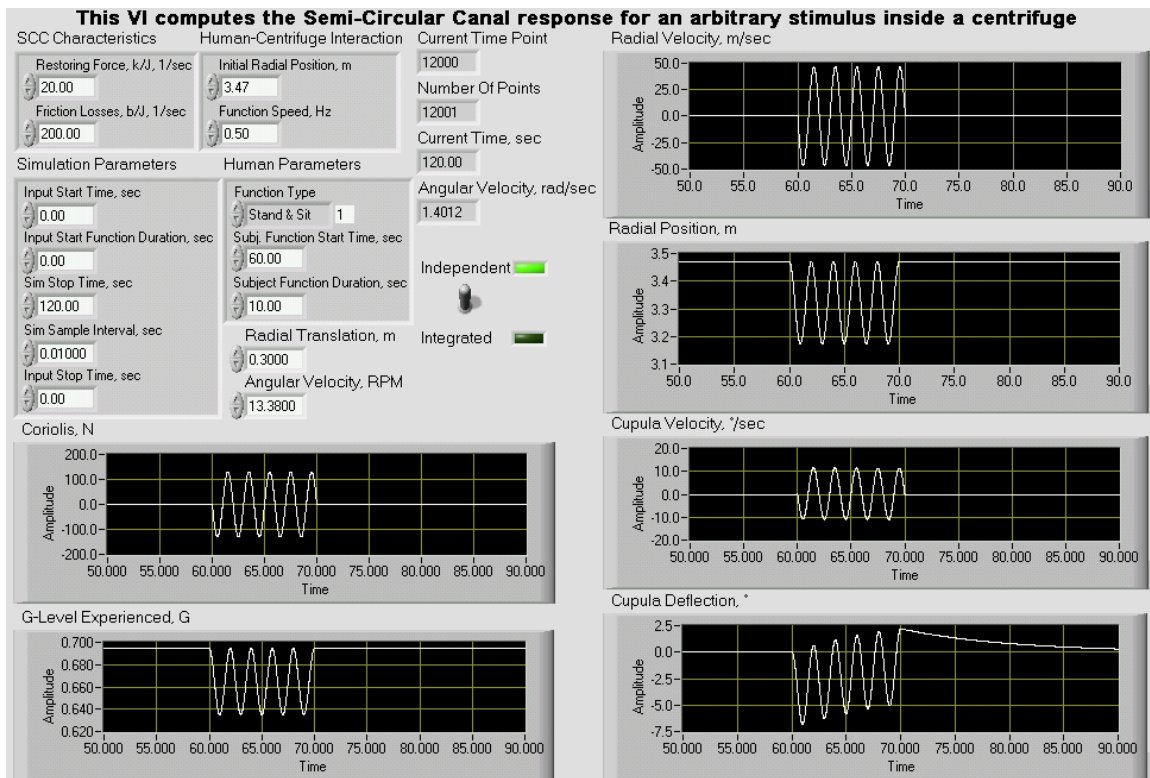 This VI computes the Semi-Circular Canal response for an arbitrary stimulus inside a centrifuge
SCC Characteristics
Restoring Force, k/J, 1/sec
20.00
Friction Losses, b/J, 1/sec
200.00
Human-Centrifuge Interaction
Initial Radial Position, m
3.47
Function Speed, Hz
0.50
Current Time Point
12000
Number Of Points
12001
Current Time, sec
120.00
Angular Velocity, rad/sec
1.4012
Simulation Parameters
Input Start Time, sec
0.00
Input Start Function Duration, sec
0.00
Sim Stop Time, sec
120.00
Sim Sample Interval, sec
0.01000
Input Stop Time, sec
0.00
Human Parameters
Function Type
Stand & Sit 1
Subj. Function Start Time, sec
60.00
Subject Function Duration, sec
10.00
Radial Translation, m
0.3000
Angular Velocity, RPM
13.3800
Independent
Integrated
Coriolis, N
Amplitude
200.0
100.0
0.0
-100.0
-200.0
50.000 55.000 60.000 65.000 70.000 75.000 80.000 85.000 90.000
Time
G-Level Experienced, G
Amplitude
0.700
0.680
0.660
0.640
0.620
50.000 55.000 60.000 65.000 70.000 75.000 80.000 85.000 90.000
Time
Radial Velocity, m/sec
Amplitude
50.0
25.0
0.0
-25.0
-50.0
50.0 55.0 60.0 65.0 70.0 75.0 80.0 85.0 90.0
Time
Radial Position, m
Amplitude
3.5
3.4
3.3
3.2
3.1
50.0 55.0 60.0 65.0 70.0 75.0 80.0 85.0 90.0
Time
Cupula Velocity, °/sec
Amplitude
20.0
10.0
0.0
-10.0
-20.0
50.000 55.000 60.000 65.000 70.000 75.000 80.000 85.000 90.000
Time
Cupula Deflection, °
Amplitude
2.5
0.0
-2.5
-5.0
-7.5
50.000 55.000 60.000 65.000 70.000 75.000 80.000 85.000 90.000
Time